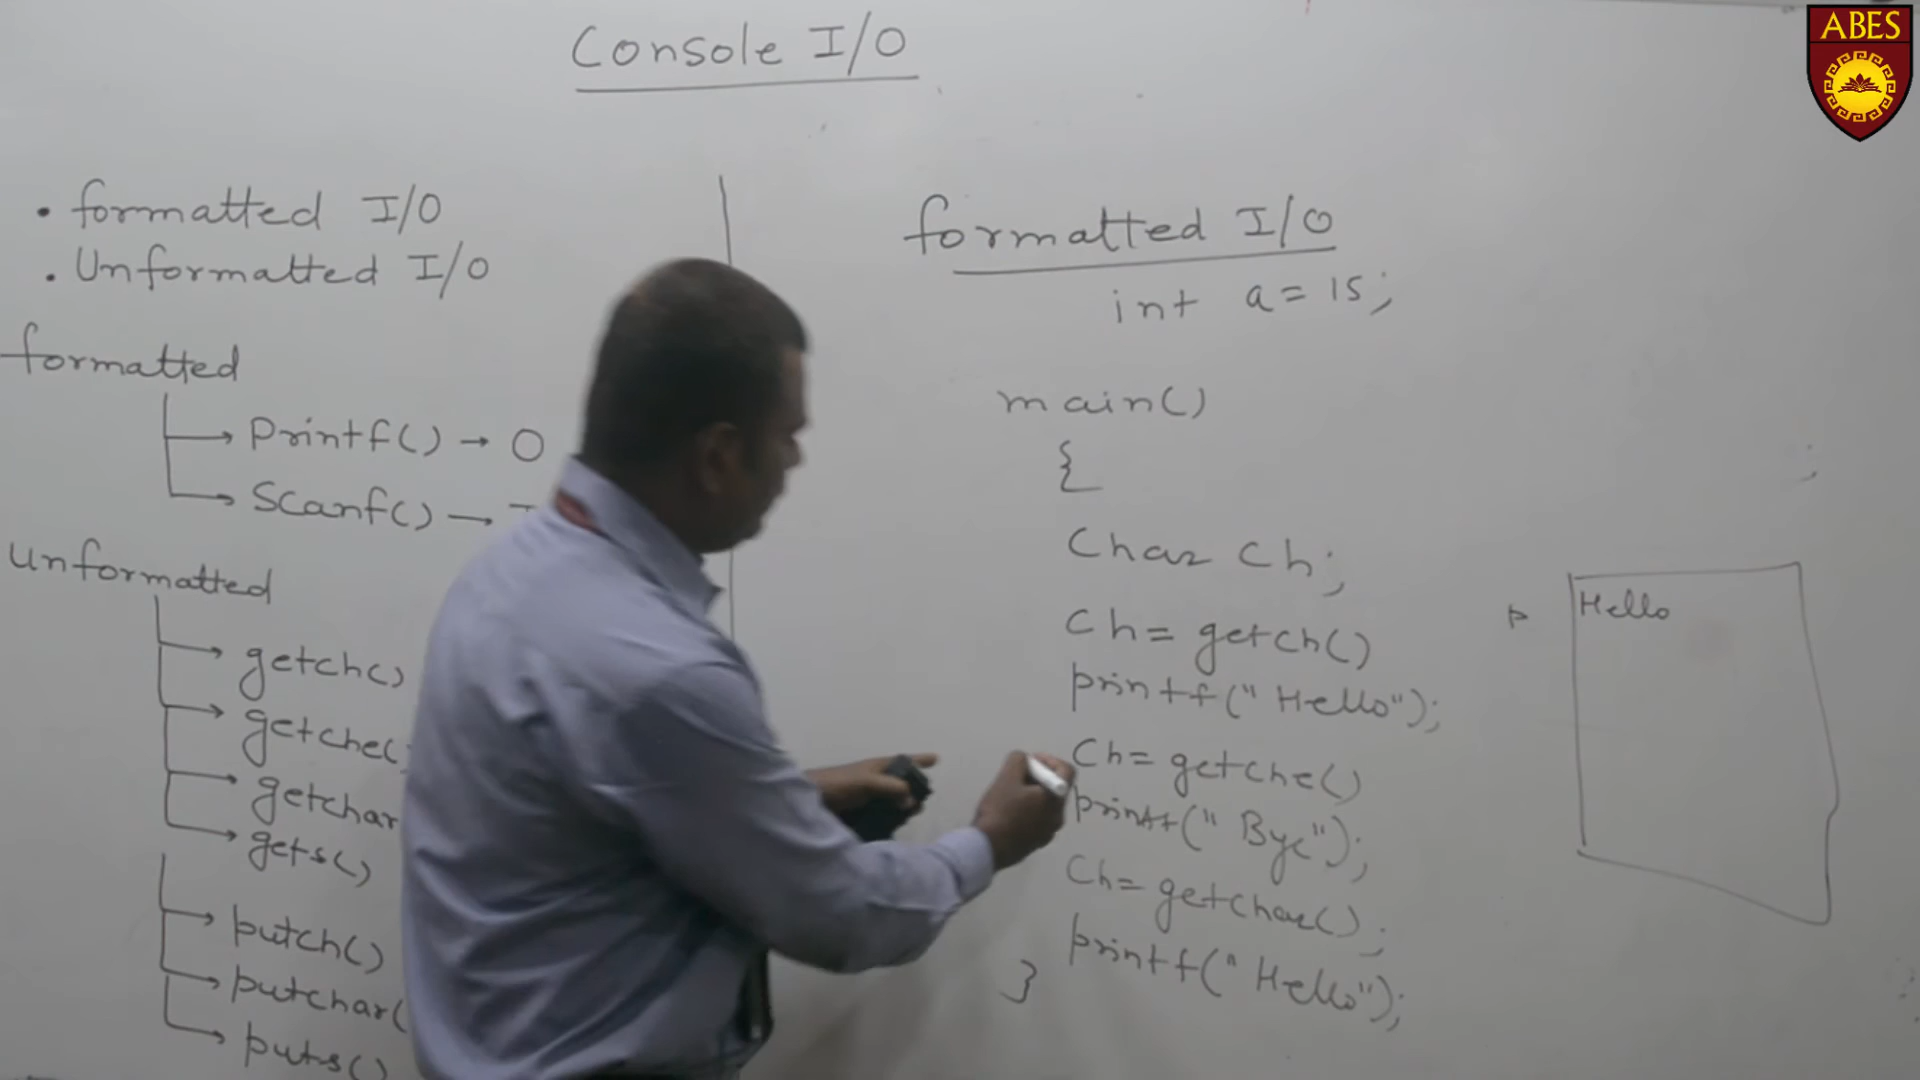 ABES
Console I/O
• formatted I/O
• Unformatted I/O
formatted
printf() → O
Scanf() →
Unformatted
getch()
getche(
getchar
gets()
putch()
putchar(
puts()
formatted I/O
int a = 15;
main()
{
Char Ch;
Ch = getch()
printf("Hello");
Ch = getche()
printf("Bye");
Ch = getchar();
printf("Hello");
}
Hello